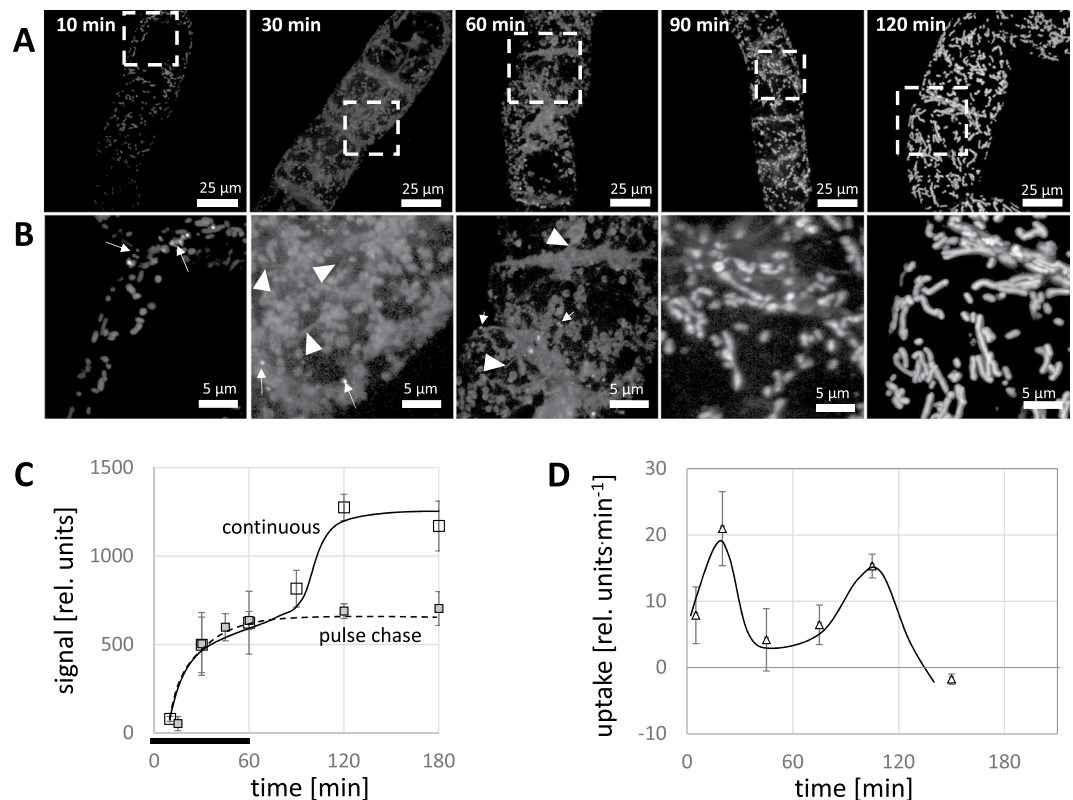 A
10 min
30 min
60 min
90 min
120 min
25 µm
25 µm
25 µm
25 µm
25 µm
B
5 µm
5 µm
5 µm
5 µm
5 µm
C
signal [rel. units]
1500
1000
500
0
continuous
pulse chase
0
60
120
180
time [min]
D
uptake [rel. units·min⁻¹]
30
20
10
0
-10
0
60
120
180
time [min]